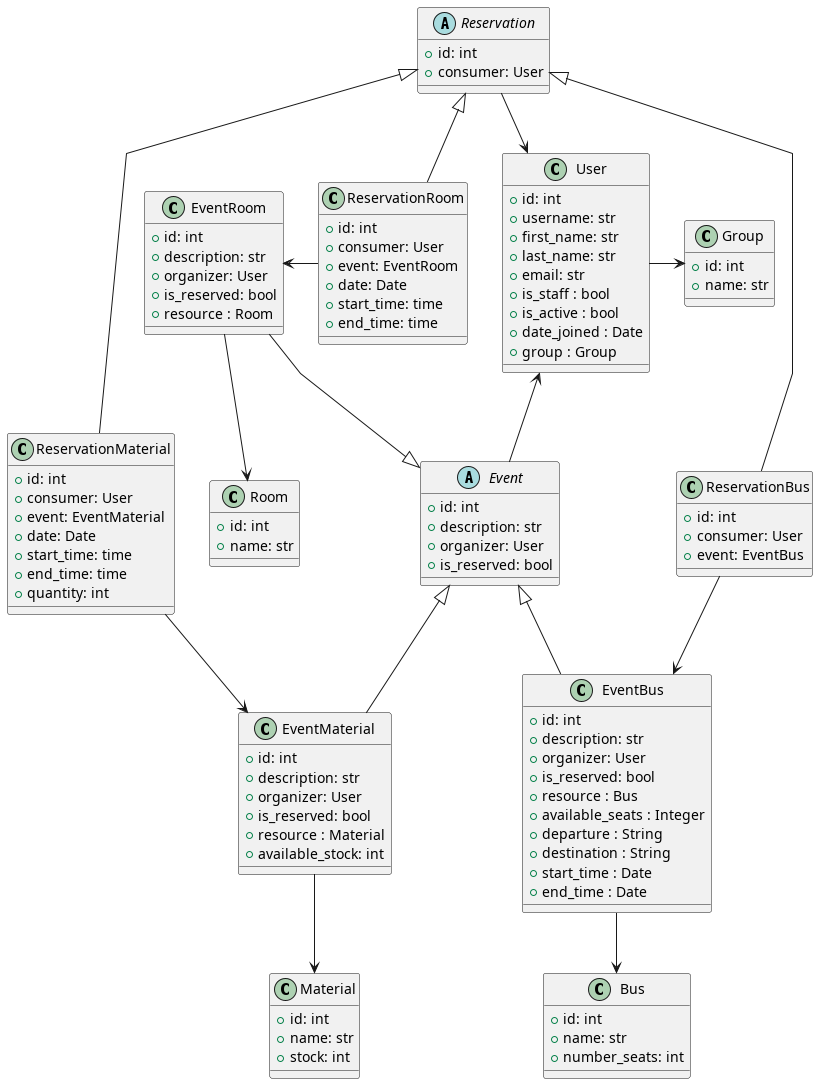 A Reservation
id: int
consumer: User
C EventRoom
id: int
description: str
organizer: User
is_reserved: bool
resource : Room
C ReservationRoom
id: int
consumer: User
event: EventRoom
date: Date
start_time: time
end_time: time
C User
id: int
username: str
first_name: str
last_name: str
email: str
is_staff : bool
is_active : bool
date_joined : Date
group : Group
C Group
id: int
name: str
C ReservationMaterial
id: int
consumer: User
event: EventMaterial
date: Date
start_time: time
end_time: time
quantity: int
C Room
id: int
name: str
A Event
id: int
description: str
organizer: User
is_reserved: bool
C ReservationBus
id: int
consumer: User
event: EventBus
C EventMaterial
id: int
description: str
organizer: User
is_reserved: bool
resource : Material
available_stock: int
C EventBus
id: int
description: str
organizer: User
is_reserved: bool
resource : Bus
available_seats : Integer
departure : String
destination : String
start_time : Date
end_time : Date
C Material
id: int
name: str
stock: int
C Bus
id: int
name: str
number_seats: int